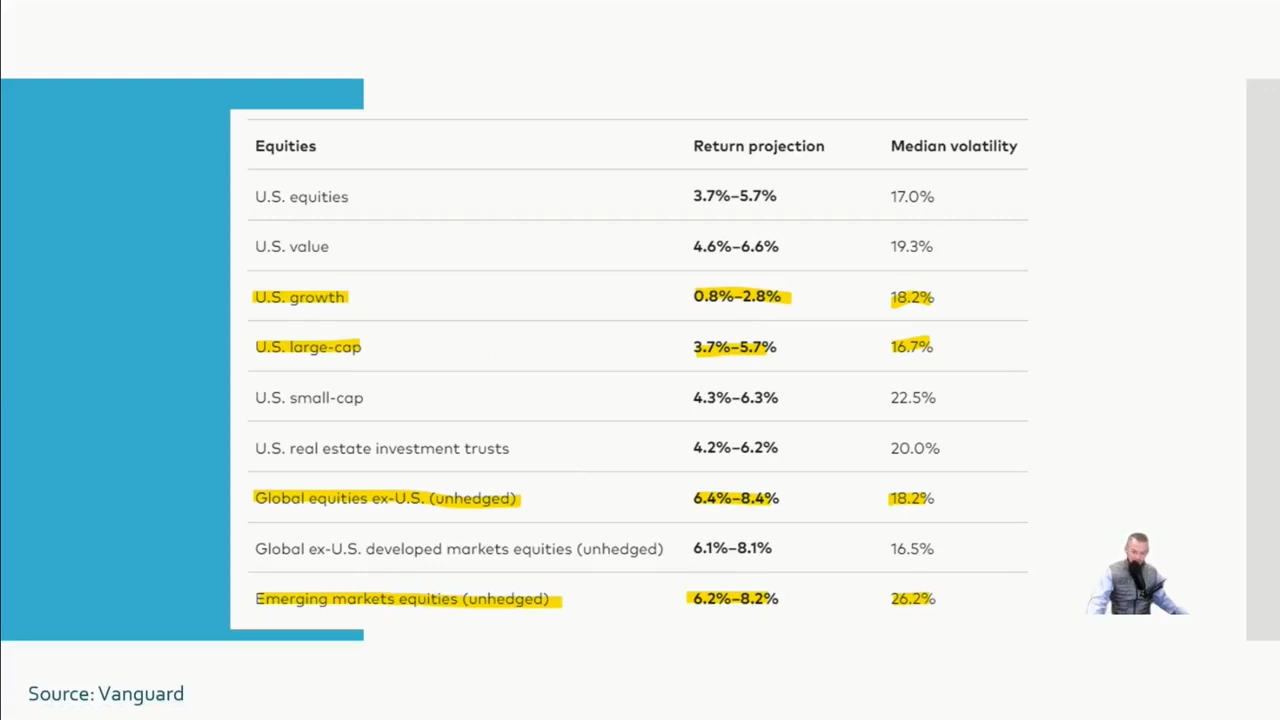 Equities Return projection Median volatility
U.S. equities 3.7%–5.7% 17.0%
U.S. value 4.6%–6.6% 19.3%
U.S. growth 0.8%–2.8% 18.2%
U.S. large-cap 3.7%–5.7% 16.7%
U.S. small-cap 4.3%–6.3% 22.5%
U.S. real estate investment trusts 4.2%–6.2% 20.0%
Global equities ex-U.S. (unhedged) 6.4%–8.4% 18.2%
Global ex-U.S. developed markets equities (unhedged) 6.1%–8.1% 16.5%
Emerging markets equities (unhedged) 6.2%–8.2% 26.2%
Source: Vanguard